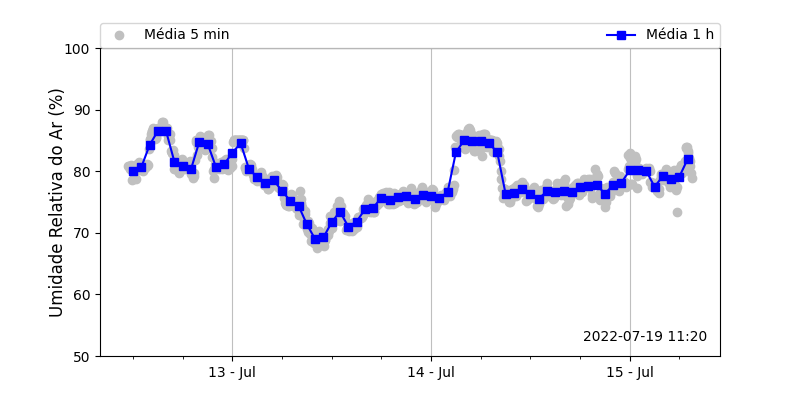 Média 5 min
Média 1 h
Umidade Relativa do Ar (%)
100
90
80
70
60
50
2022-07-19 11:20
13 - Jul
14 - Jul
15 - Jul